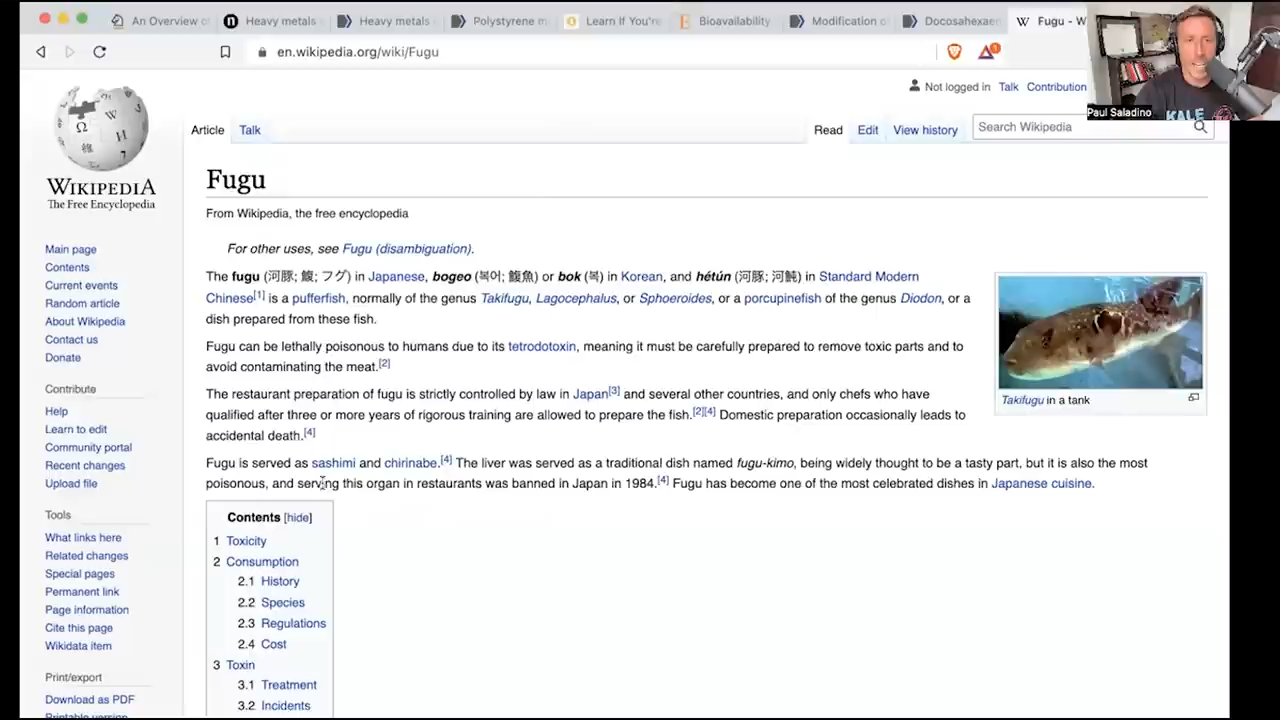 An Overview o
Heavy metals
Heavy metals
Polystyrene m
Learn If You're
Bioavailability
Modification o
Docosahexaen
Fugu - W
en.wikipedia.org/wiki/Fugu
1
Paul Saladino
KALE
Not logged in Talk Contribution
Article Talk Read Edit View history Search Wikipedia
WIKIPEDIA
The Free Encyclopedia
Main page
Contents
Current events
Random article
About Wikipedia
Contact us
Donate
Contribute
Help
Learn to edit
Community portal
Recent changes
Upload file
Tools
What links here
Related changes
Special pages
Permanent link
Page information
Cite this page
Wikidata item
Print/export
Download as PDF
Printable version
Fugu
From Wikipedia, the free encyclopedia
For other uses, see Fugu (disambiguation).
The fugu (河豚; 鰒; フグ) in Japanese, bogeo (복어; 鰒魚) or bok (복) in Korean, and hétún (河豚; 河魨) in Standard Modern
Chinese[1] is a pufferfish, normally of the genus Takifugu, Lagocephalus, or Sphoeroides, or a porcupinefish of the genus Diodon, or a
dish prepared from these fish.
Fugu can be lethally poisonous to humans due to its tetrodotoxin, meaning it must be carefully prepared to remove toxic parts and to
avoid contaminating the meat.[2]
The restaurant preparation of fugu is strictly controlled by law in Japan[3] and several other countries, and only chefs who have
qualified after three or more years of rigorous training are allowed to prepare the fish.[2][4] Domestic preparation occasionally leads to
accidental death.[4]
Fugu is served as sashimi and chirinabe.[4] The liver was served as a traditional dish named fugu-kimo, being widely thought to be a tasty part, but it is also the most
poisonous, and serving this organ in restaurants was banned in Japan in 1984.[4] Fugu has become one of the most celebrated dishes in Japanese cuisine.
Takifugu in a tank
Contents [hide]
1 Toxicity
2 Consumption
2.1 History
2.2 Species
2.3 Regulations
2.4 Cost
3 Toxin
3.1 Treatment
3.2 Incidents